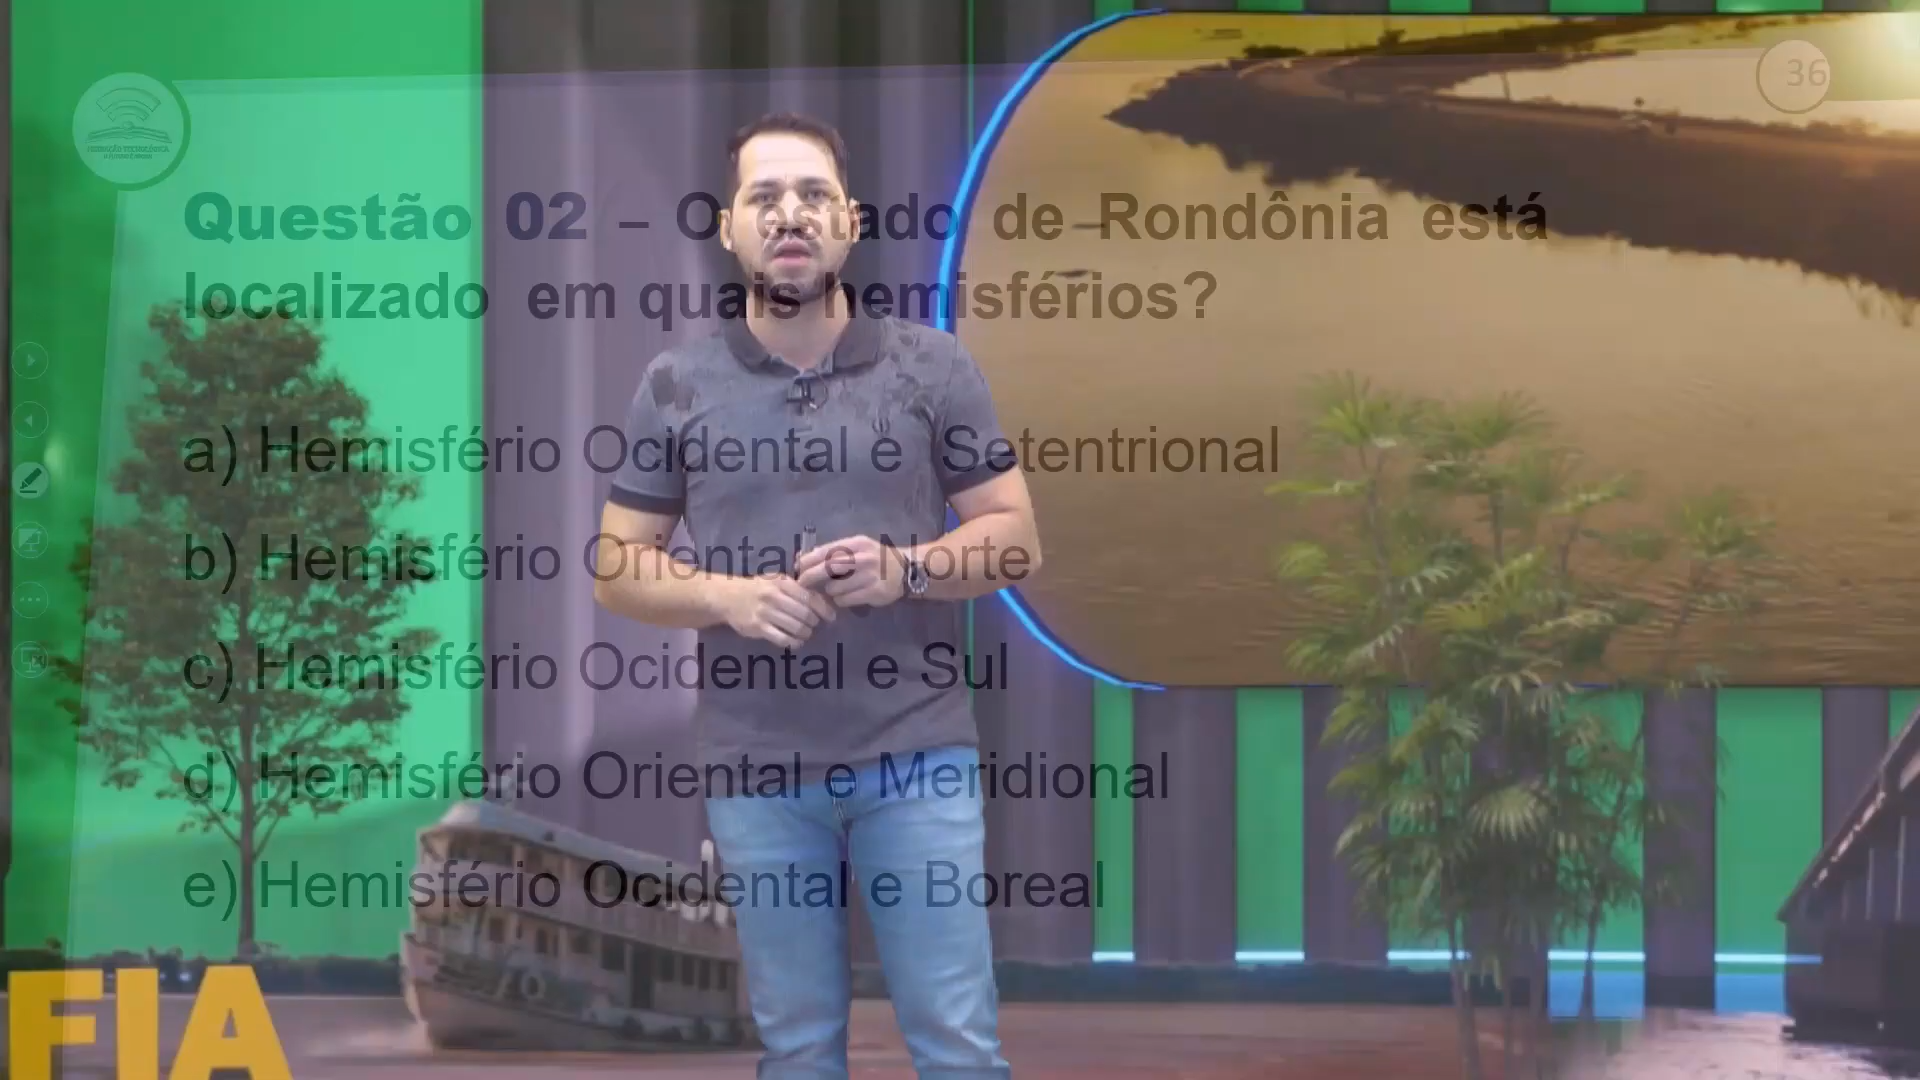 36
Questão 02 – O estado de Rondônia está
localizado em quais hemisférios?
a) Hemisfério Ocidental e Setentrional
b) Hemisfério Oriental e Norte
c) Hemisfério Ocidental e Sul
d) Hemisfério Oriental e Meridional
e) Hemisfério Ocidental e Boreal
FIA